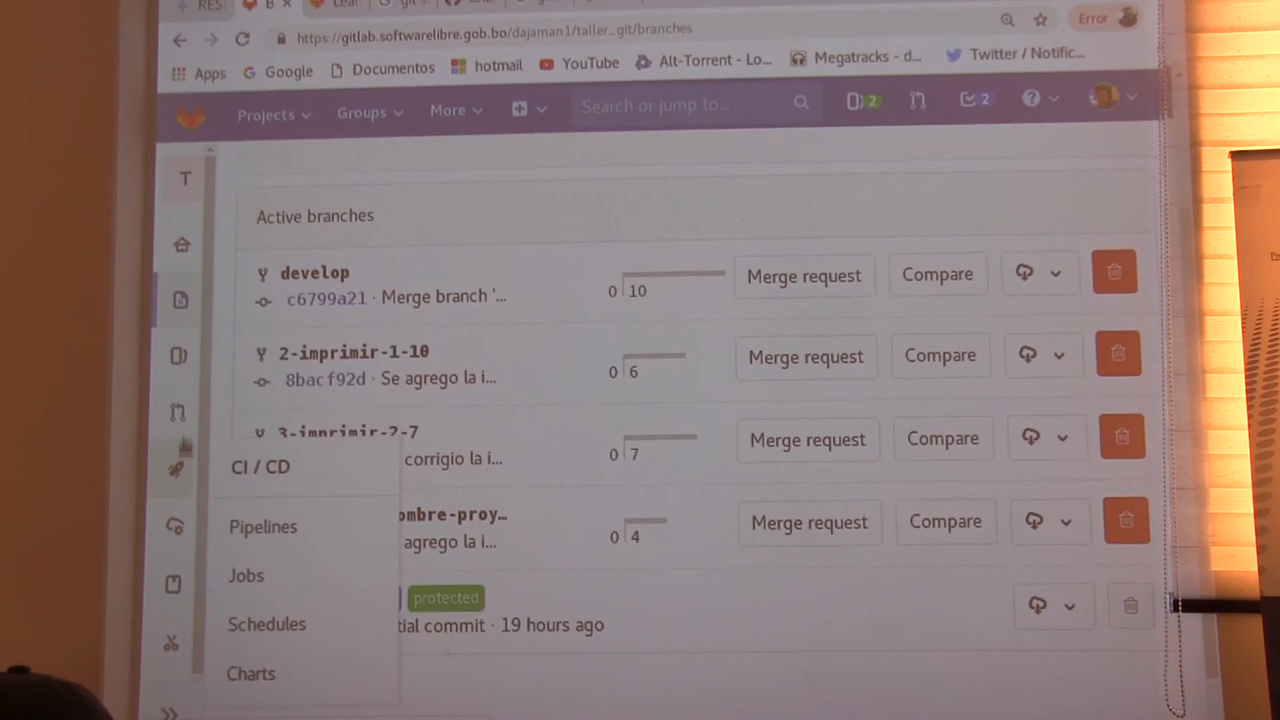 RES
B
Lear
git
https://gitlab.softwarelibre.gob.bo/dajaman1/taller_git/branches
Error
Apps Google Documentos hotmail YouTube Alt-Torrent - Lo... Megatracks - d... Twitter / Notific...
Projects Groups More Search or jump to... 2 2
T
Active branches
develop
c6799a21 · Merge branch '...
0 10
Merge request Compare
2-imprimir-1-10
8bacf92d · Se agrego la i...
0 6
Merge request Compare
3-imprimir-2-7
corrigio la i...
0 7
Merge request Compare
ombre-proy...
agrego la i...
0 4
Merge request Compare
protected
tial commit · 19 hours ago
CI / CD
Pipelines
Jobs
Schedules
Charts